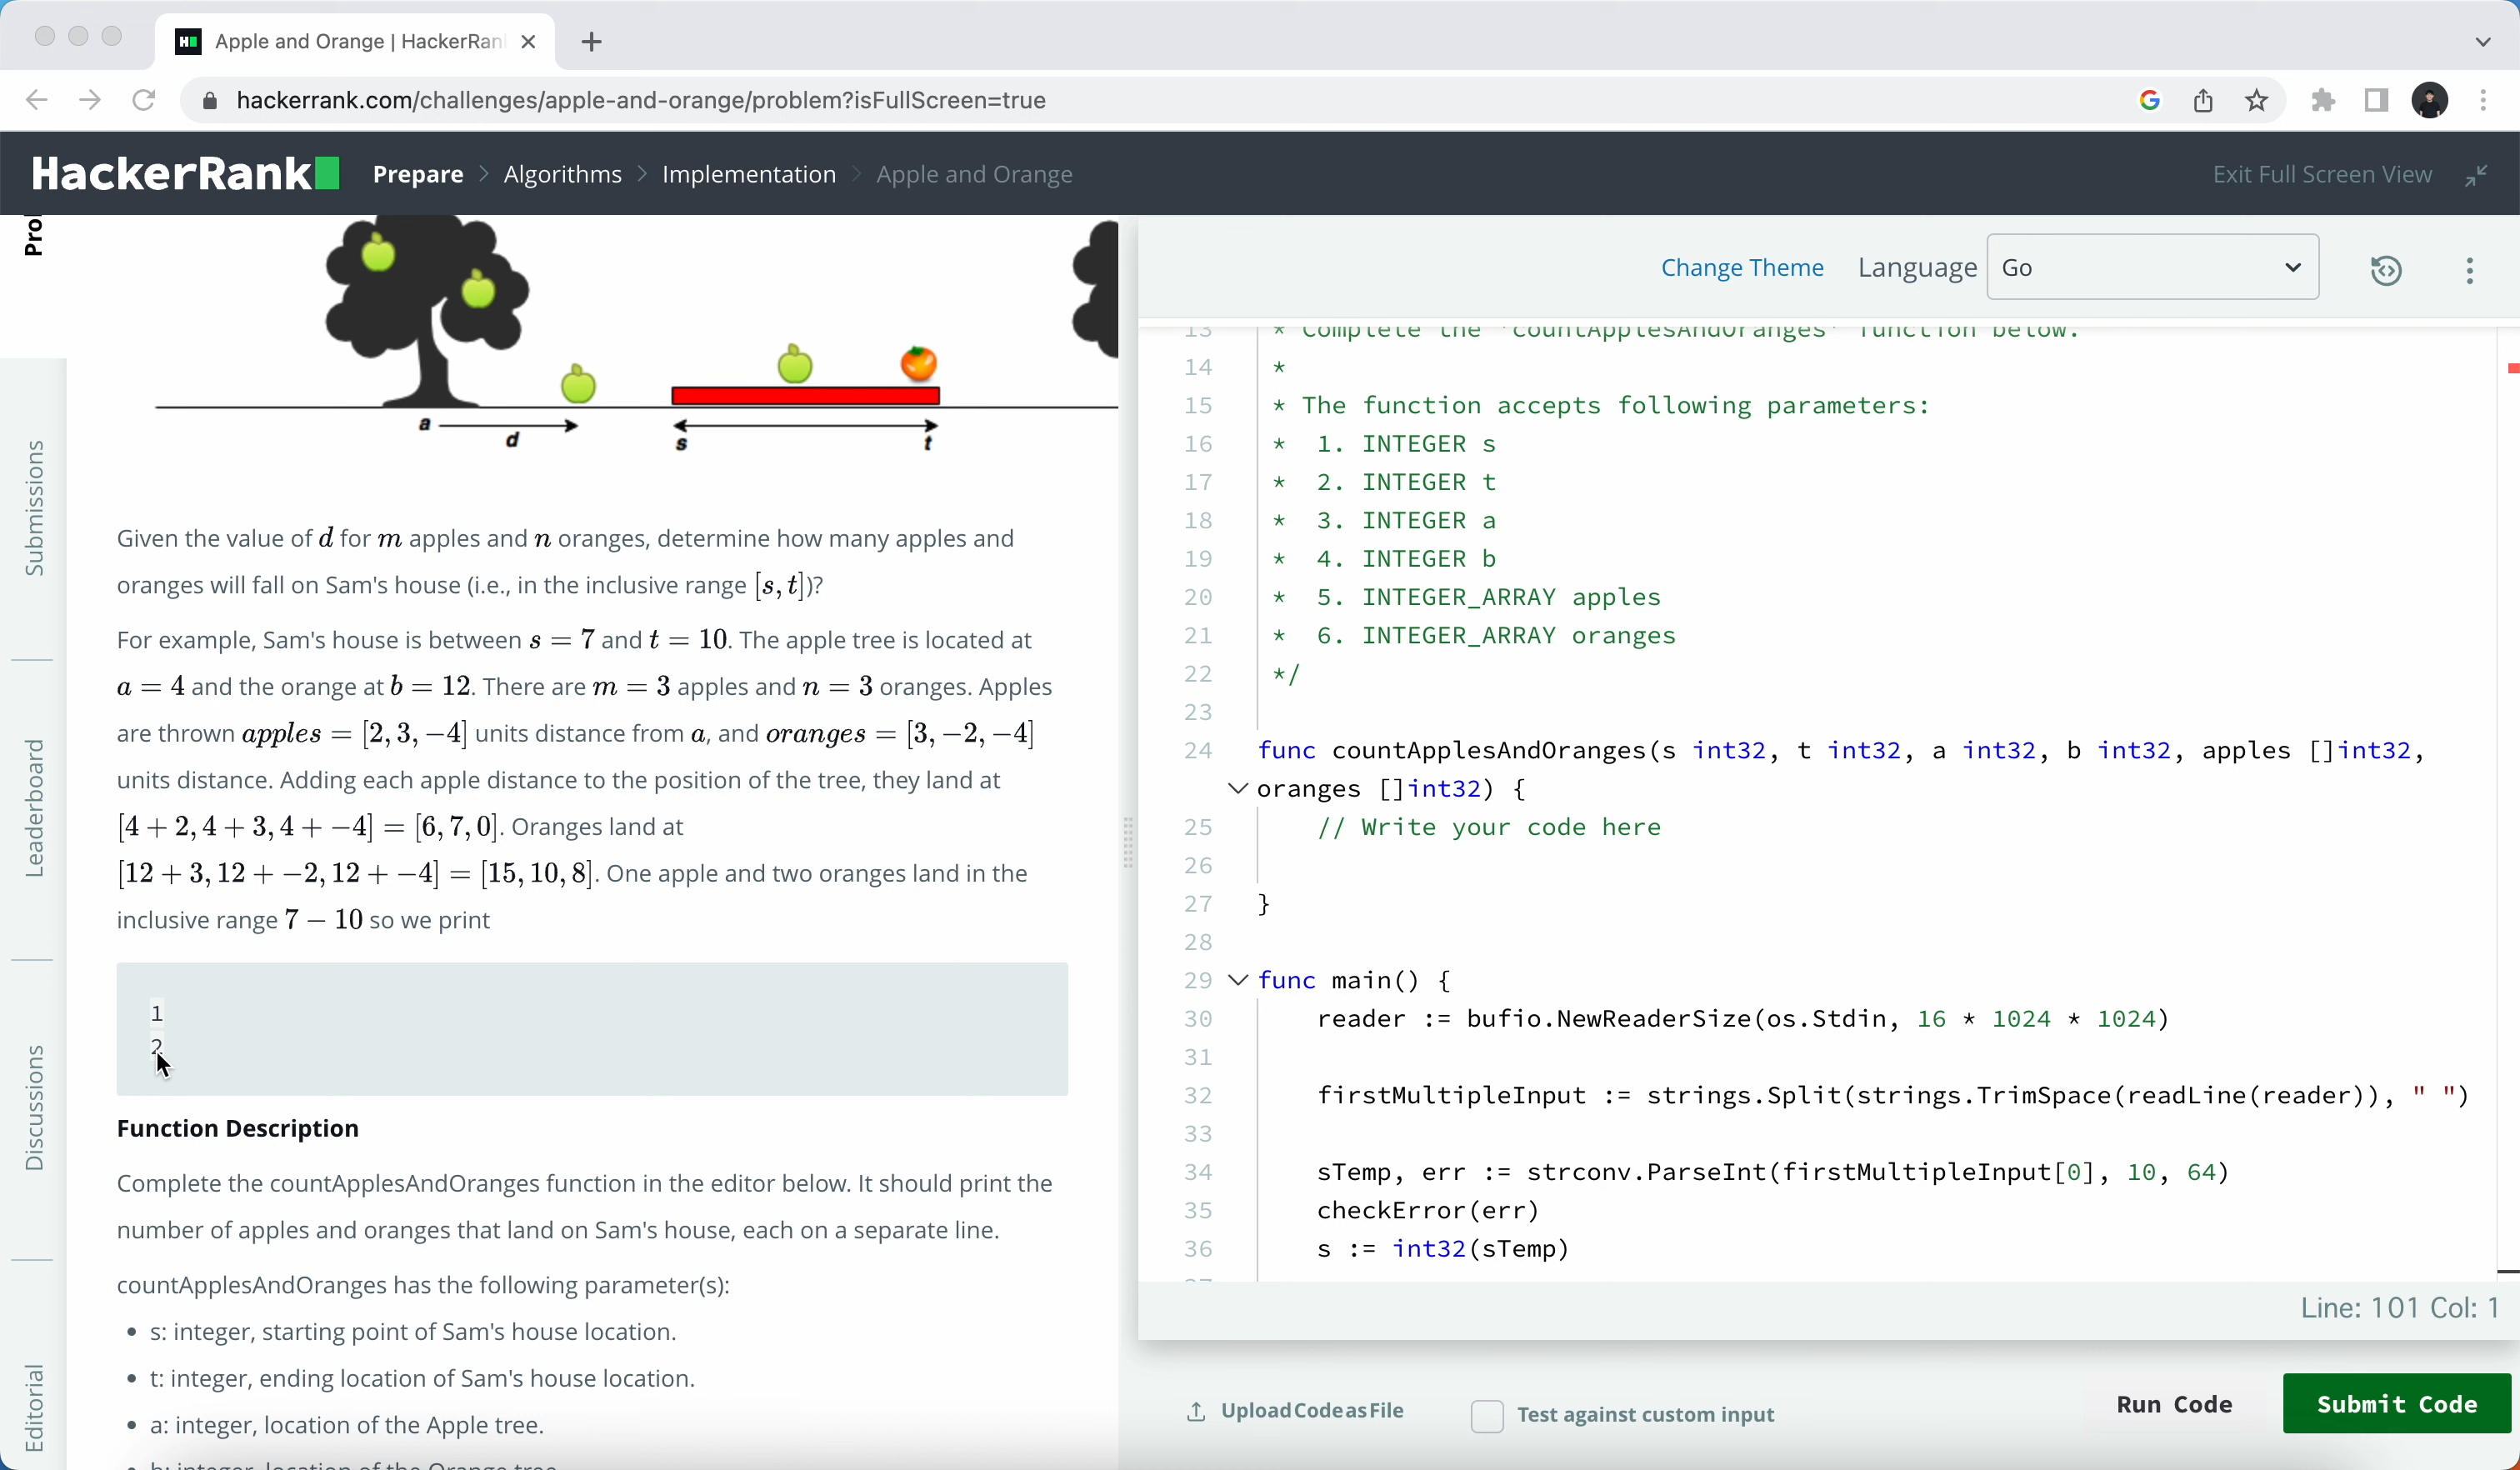 Apple and Orange | HackerRan
hackerrank.com/challenges/apple-and-orange/problem?isFullScreen=true
HackerRank
Prepare > Algorithms > Implementation > Apple and Orange
Exit Full Screen View
Pro
Submissions
Leaderboard
Discussions
Editorial
a
d
s
t
Given the value of d for m apples and n oranges, determine how many apples and
oranges will fall on Sam's house (i.e., in the inclusive range [s, t])?
For example, Sam's house is between s = 7 and t = 10. The apple tree is located at
a = 4 and the orange at b = 12. There are m = 3 apples and n = 3 oranges. Apples
are thrown apples = [2, 3, −4] units distance from a, and oranges = [3, −2, −4]
units distance. Adding each apple distance to the position of the tree, they land at
[4 + 2, 4 + 3, 4 + −4] = [6, 7, 0]. Oranges land at
[12 + 3, 12 + −2, 12 + −4] = [15, 10, 8]. One apple and two oranges land in the
inclusive range 7 − 10 so we print
1
2
Function Description
Complete the countApplesAndOranges function in the editor below. It should print the
number of apples and oranges that land on Sam's house, each on a separate line.
countApplesAndOranges has the following parameter(s):
• s: integer, starting point of Sam's house location.
• t: integer, ending location of Sam's house location.
• a: integer, location of the Apple tree.
• b: integer, location of the Orange tree.
Change Theme
Language
Go
13 * Complete the 'countApplesAndOranges' function below.
14 *
15 * The function accepts following parameters:
16 * 1. INTEGER s
17 * 2. INTEGER t
18 * 3. INTEGER a
19 * 4. INTEGER b
20 * 5. INTEGER_ARRAY apples
21 * 6. INTEGER_ARRAY oranges
22 */
23
24 func countApplesAndOranges(s int32, t int32, a int32, b int32, apples []int32,
oranges []int32) {
25 // Write your code here
26
27 }
28
29 func main() {
30 reader := bufio.NewReaderSize(os.Stdin, 16 * 1024 * 1024)
31
32 firstMultipleInput := strings.Split(strings.TrimSpace(readLine(reader)), " ")
33
34 sTemp, err := strconv.ParseInt(firstMultipleInput[0], 10, 64)
35 checkError(err)
36 s := int32(sTemp)
Line: 101 Col: 1
Upload Code as File
Test against custom input
Run Code
Submit Code